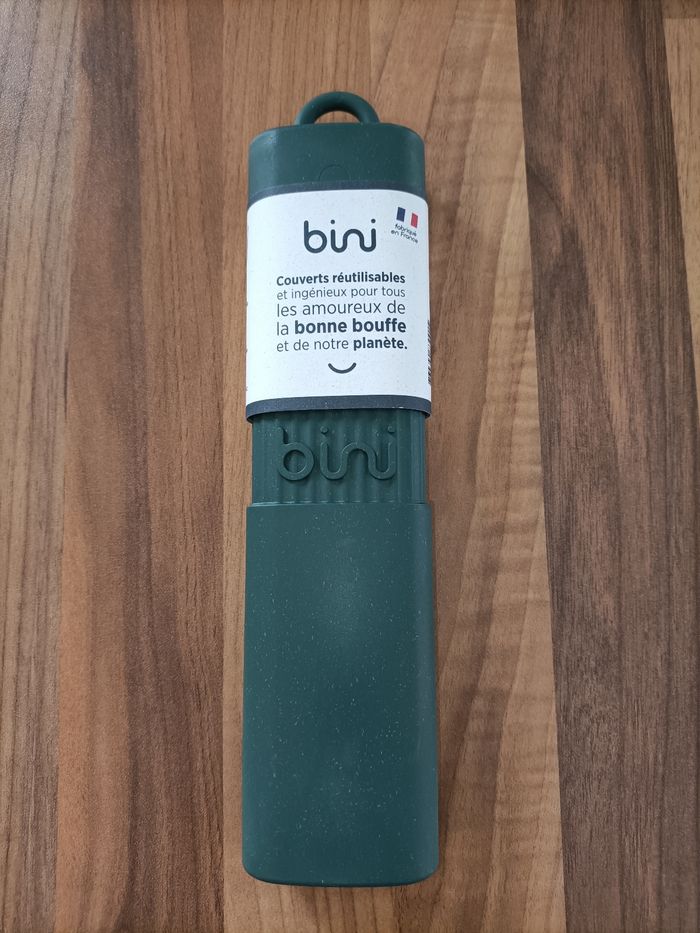 bini
fabriqué
en France
Couverts réutilisables
et ingénieux pour tous
les amoureux de
la bonne bouffe
et de notre planète.
bini